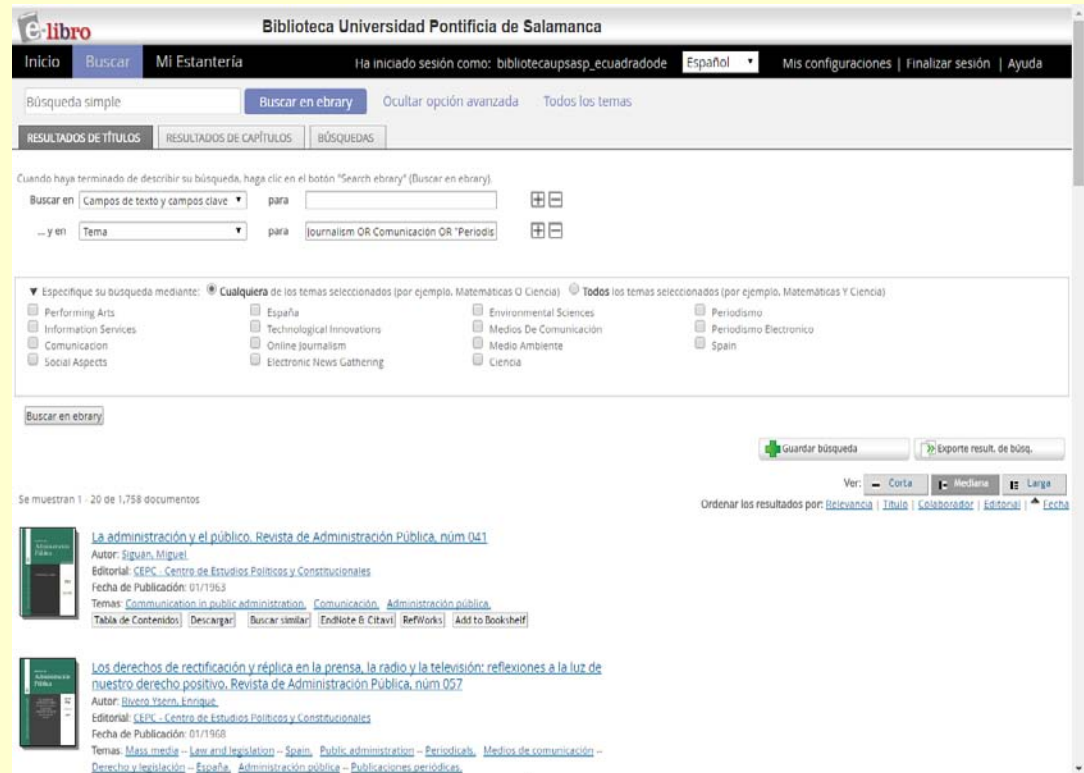 e-libro
Biblioteca Universidad Pontificia de Salamanca
Inicio Buscar Mi Estantería Ha iniciado sesión como: bibliotecaupsasp_ecuadradode Español Mis configuraciones | Finalizar sesión | Ayuda
Búsqueda simple Buscar en ebrary Ocultar opción avanzada Todos los temas
RESULTADOS DE TÍTULOS RESULTADOS DE CAPÍTULOS BÚSQUEDAS
Cuando haya terminado de describir su búsqueda, haga clic en el botón "Search ebrary" (Buscar en ebrary).
Buscar en Campos de texto y campos clave para
... y en Tema para Journalism OR Comunicación OR "Periodis
Especifique su búsqueda mediante: Cualquiera de los temas seleccionados (por ejemplo, Matemáticas O Ciencia) Todos los temas seleccionados (por ejemplo, Matemáticas Y Ciencia)
Performing Arts España Environmental Sciences Periodismo
Information Services Technological Innovations Medios De Comunicación Periodismo Electronico
Comunicacion Online Journalism Medio Ambiente Spain
Social Aspects Electronic News Gathering Ciencia
Buscar en ebrary
Guardar búsqueda Exporte result. de búsq.
Ver: Corta Mediana Larga
Se muestran 1 - 20 de 1,758 documentos
Ordenar los resultados por: Relevancia | Título | Colaborador | Editorial | Fecha
La administración y el público. Revista de Administración Pública, núm 041
Autor: Siguan, Miguel
Editorial: CEPC - Centro de Estudios Políticos y Constitucionales
Fecha de Publicación: 01/1963
Temas: Communication in public administration, Comunicación, Administración pública,
Tabla de Contenidos Descargar Buscar similar EndNote & Citavi RefWorks Add to Bookshelf
Los derechos de rectificación y réplica en la prensa, la radio y la televisión: reflexiones a la luz de
nuestro derecho positivo. Revista de Administración Pública, núm 057
Autor: Rivero Ysern, Enrique
Editorial: CEPC - Centro de Estudios Políticos y Constitucionales
Fecha de Publicación: 01/1968
Temas: Mass media -- Law and legislation -- Spain, Public administration -- Periodicals, Medios de comunicación --
Derecho y legislación -- España, Administración pública -- Publicaciones periódicas,